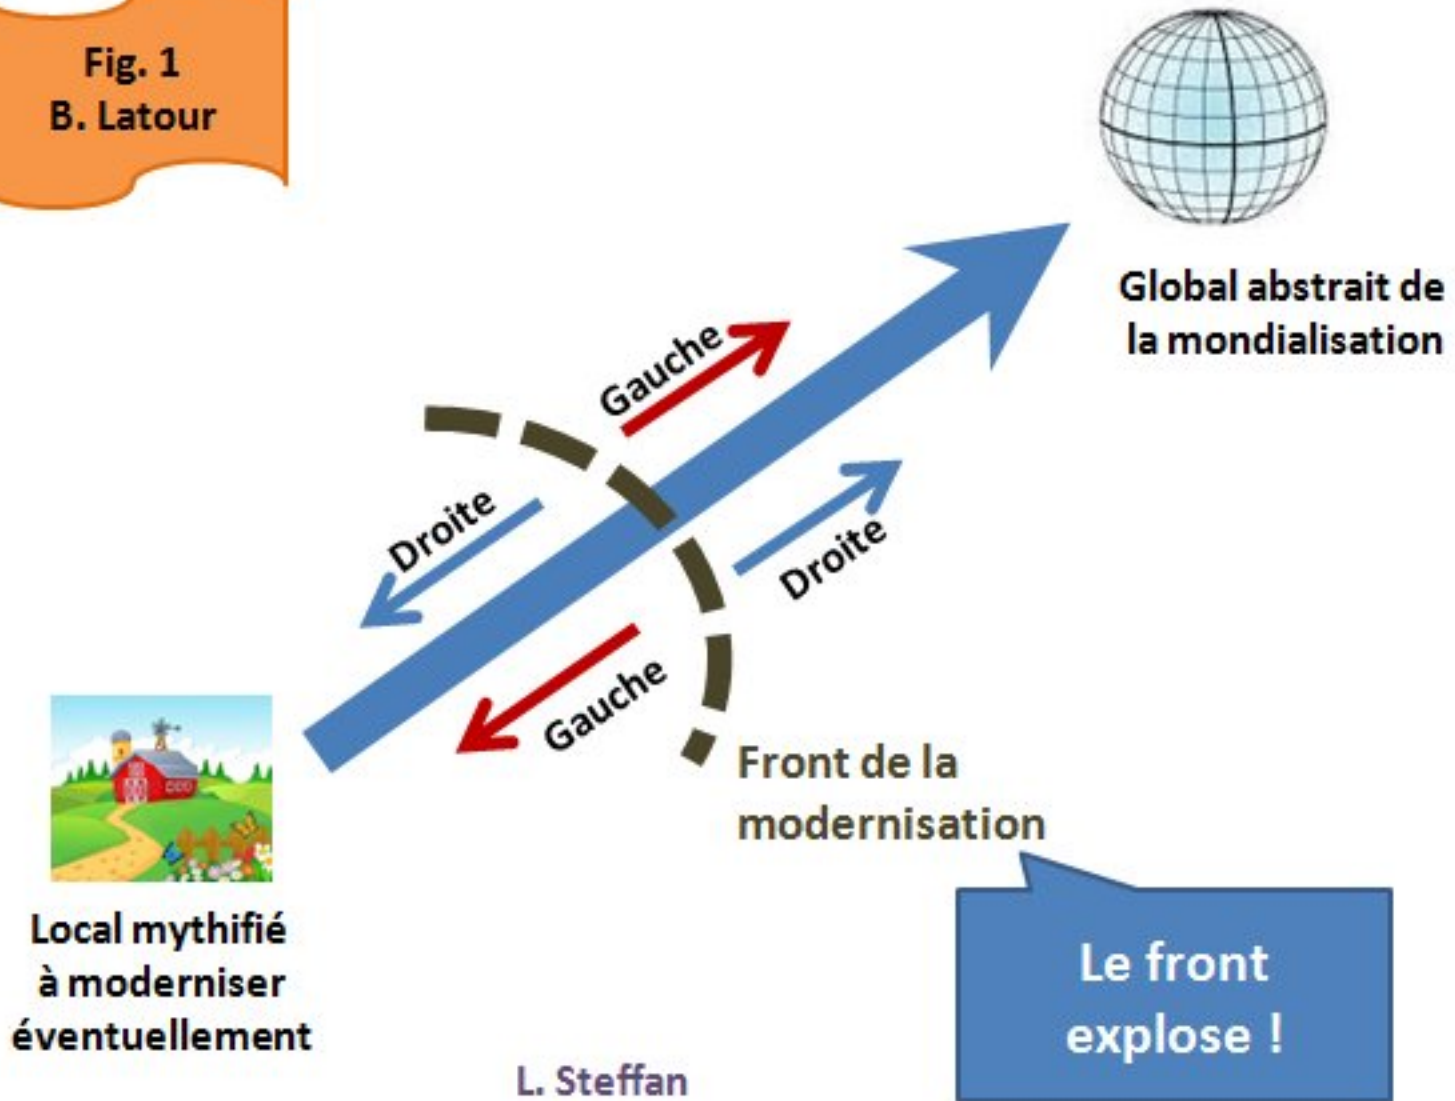 Fig. 1
B. Latour
Global abstrait de
la mondialisation
Gauche
Droite
Droite
Gauche
Front de la
modernisation
Local mythifié
à moderniser
éventuellement
Le front
explose !
L. Steffan